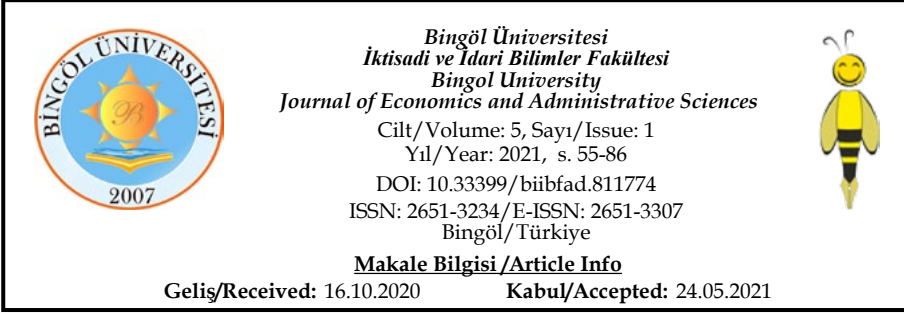 BİNGÖL ÜNİVERSİTESİ
B
2007
Bingöl Üniversitesi
İktisadi ve İdari Bilimler Fakültesi
Bingol University
Journal of Economics and Administrative Sciences
Cilt/Volume: 5, Sayı/Issue: 1
Yıl/Year: 2021, s. 55-86
DOI: 10.33399/biibfad.811774
ISSN: 2651-3234/E-ISSN: 2651-3307
Bingöl/Türkiye
Makale Bilgisi /Article Info
Geliş/Received: 16.10.2020 Kabul/Accepted: 24.05.2021